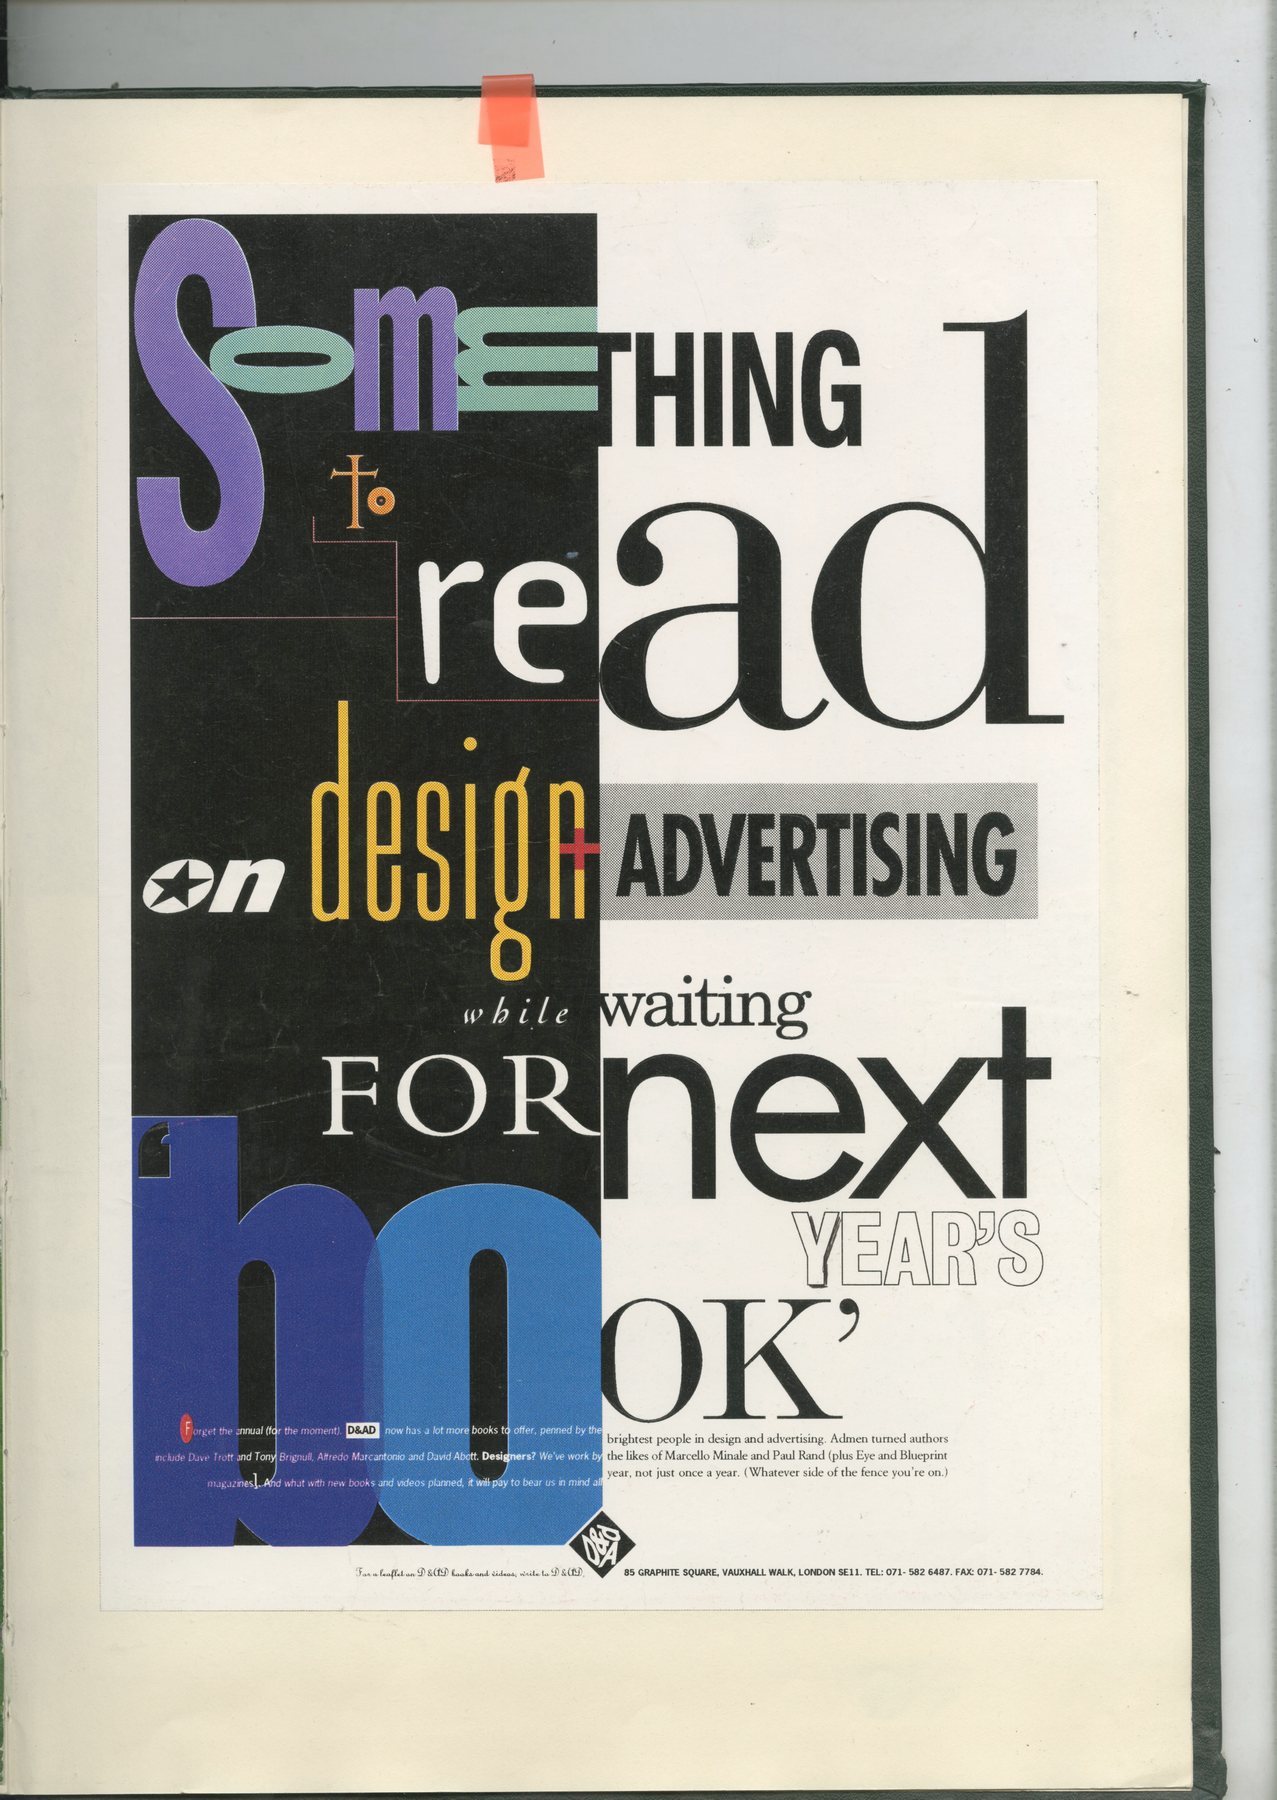 SOmETHING
to
read
on design + ADVERTISING
while waiting
FOR next
YEAR'S
'boOK'
Forget the annual (for the moment). D&AD now has a lot more books to offer, penned by the brightest people in design and advertising. Admen turned authors
include Dave Trott and Tony Brignull, Alfredo Marcantonio and David Abott. Designers? We've work by the likes of Marcello Minale and Paul Rand (plus Eye and Blueprint
magazines). And what with new books and videos planned, it will pay to bear us in mind all year, not just once a year. (Whatever side of the fence you're on.)
D&AD
For a leaflet on D&AD books and videos, write to D&AD, 85 GRAPHITE SQUARE, VAUXHALL WALK, LONDON SE11. TEL: 071- 582 6487. FAX: 071- 582 7784.